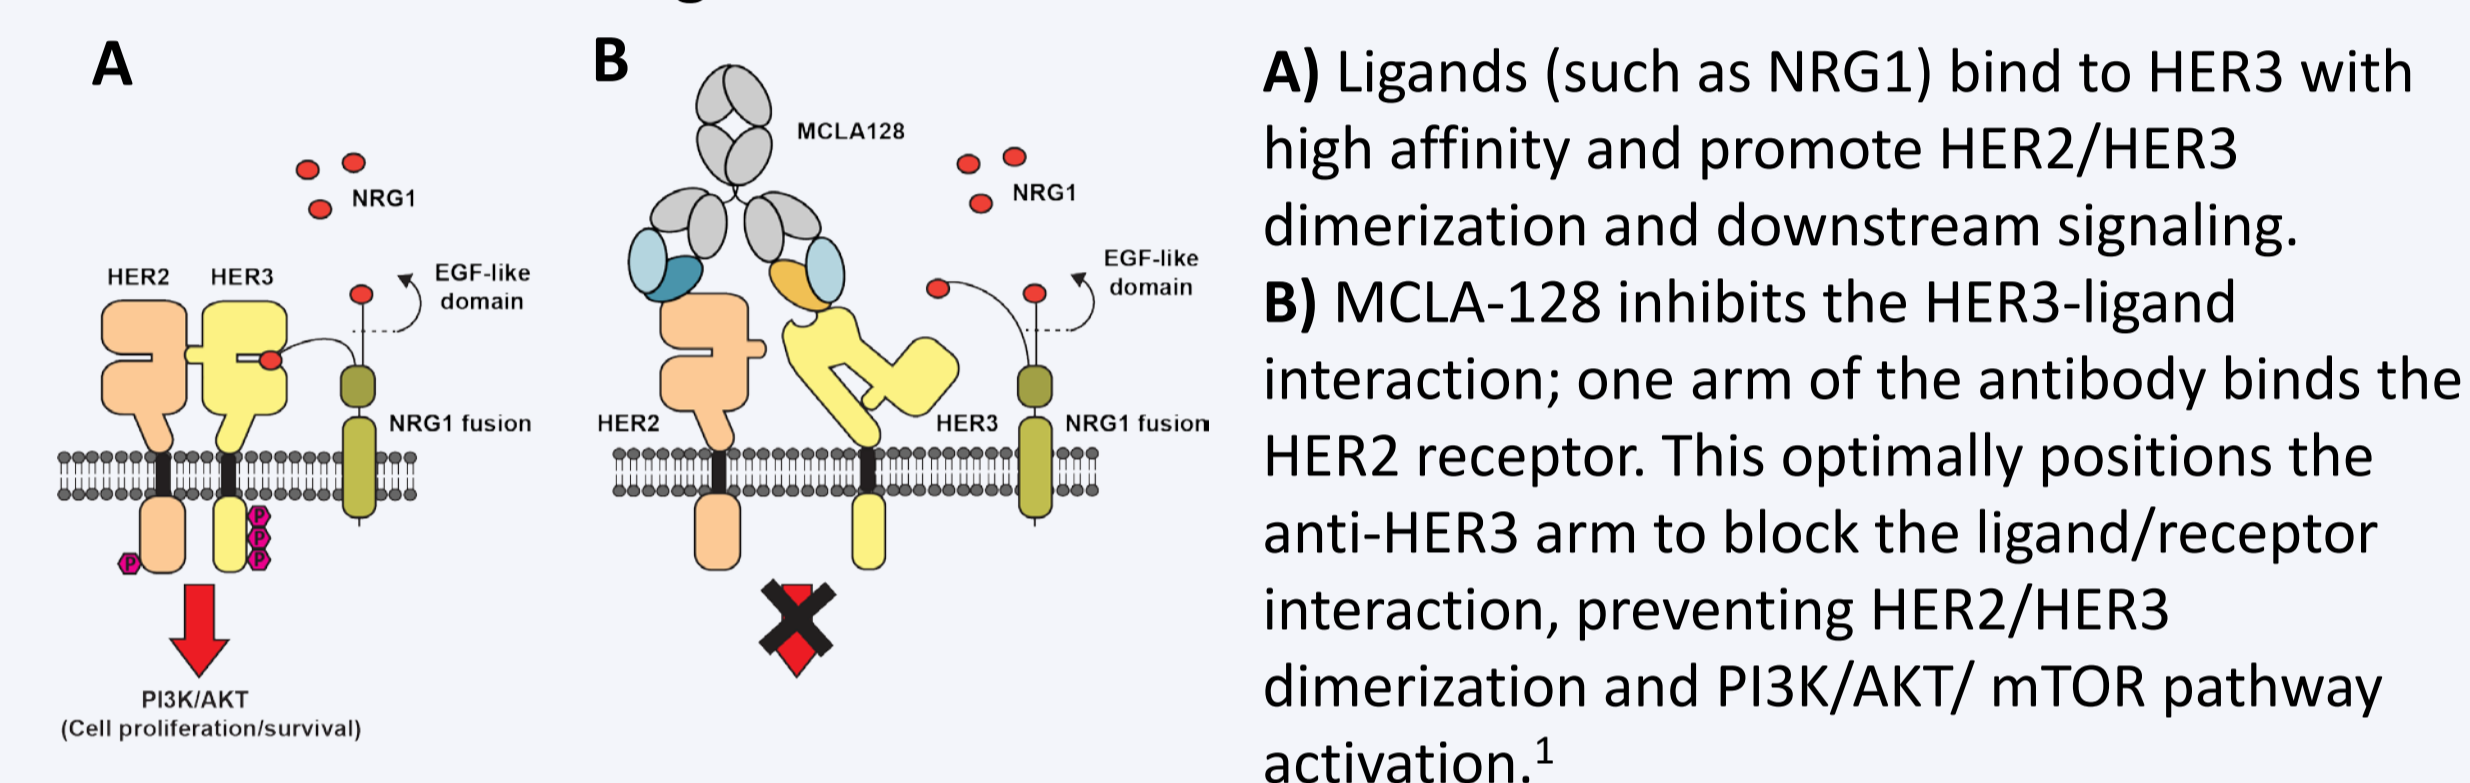 A
NRG1
HER2 HER3
EGF-like
domain
NRG1 fusion
P
P
P
P
PI3K/AKT
(Cell proliferation/survival)
B
MCLA128
NRG1
EGF-like
domain
HER2
HER3
NRG1 fusion
A) Ligands (such as NRG1) bind to HER3 with
high affinity and promote HER2/HER3
dimerization and downstream signaling.
B) MCLA-128 inhibits the HER3-ligand
interaction; one arm of the antibody binds the
HER2 receptor. This optimally positions the
anti-HER3 arm to block the ligand/receptor
interaction, preventing HER2/HER3
dimerization and PI3K/AKT/ mTOR pathway
activation.1